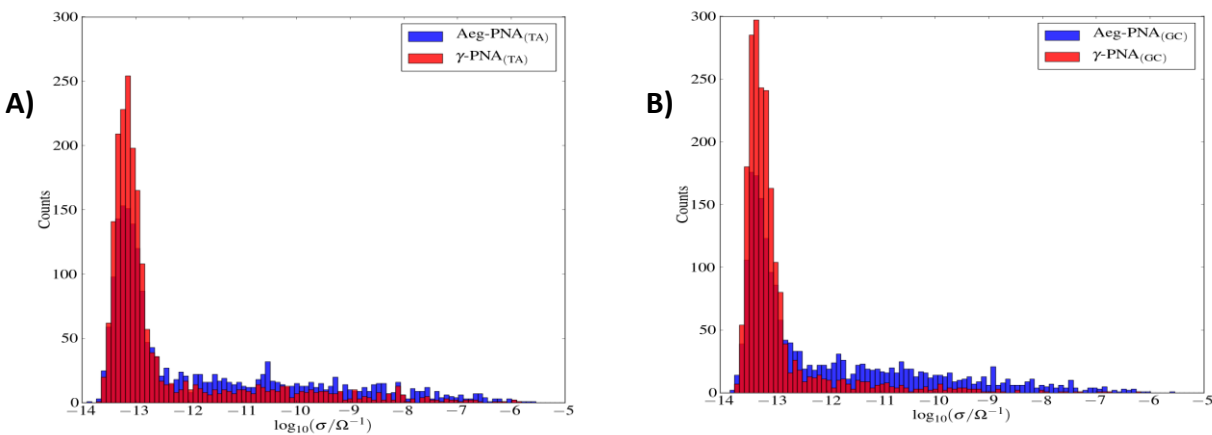 A)
300
250
200
150
100
50
0
Counts
−14 −13 −12 −11 −10 −9 −8 −7 −6 −5
log₁₀(σ/Ω⁻¹)
Aeg-PNA(TA)
γ-PNA(TA)
B)
300
250
200
150
100
50
0
Counts
−14 −13 −12 −11 −10 −9 −8 −7 −6 −5
log₁₀(σ/Ω⁻¹)
Aeg-PNA(GC)
γ-PNA(GC)